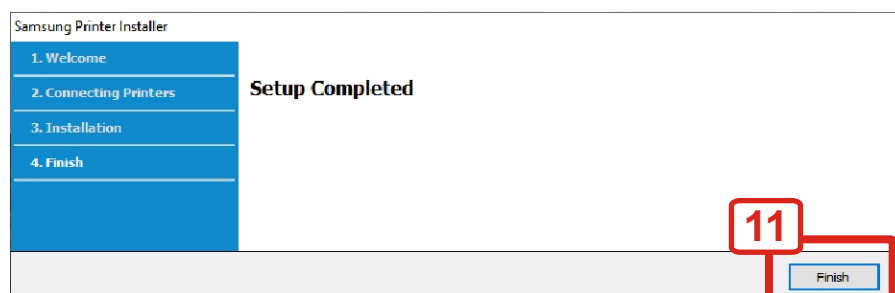 Samsung Printer Installer
1. Welcome
2. Connecting Printers
3. Installation
4. Finish
Setup Completed
11
Finish